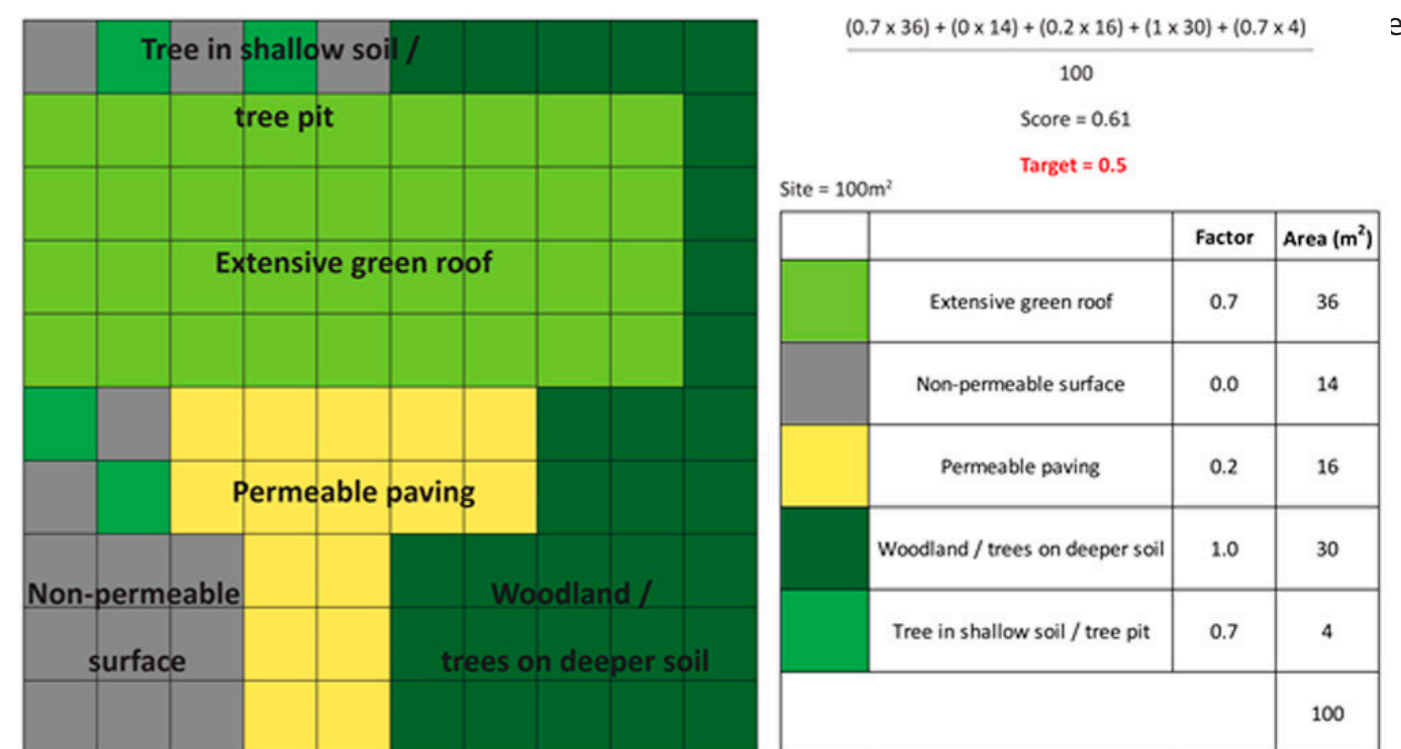 Tree in shallow soil /
tree pit
Extensive green roof
Permeable paving
Non-permeable
surface
Woodland /
trees on deeper soil
(0.7 x 36) + (0 x 14) + (0.2 x 16) + (1 x 30) + (0.7 x 4)
100
Score = 0.61
Target = 0.5
Site = 100m²
Factor Area (m²)
Extensive green roof 0.7 36
Non-permeable surface 0.0 14
Permeable paving 0.2 16
Woodland / trees on deeper soil 1.0 30
Tree in shallow soil / tree pit 0.7 4
100
e